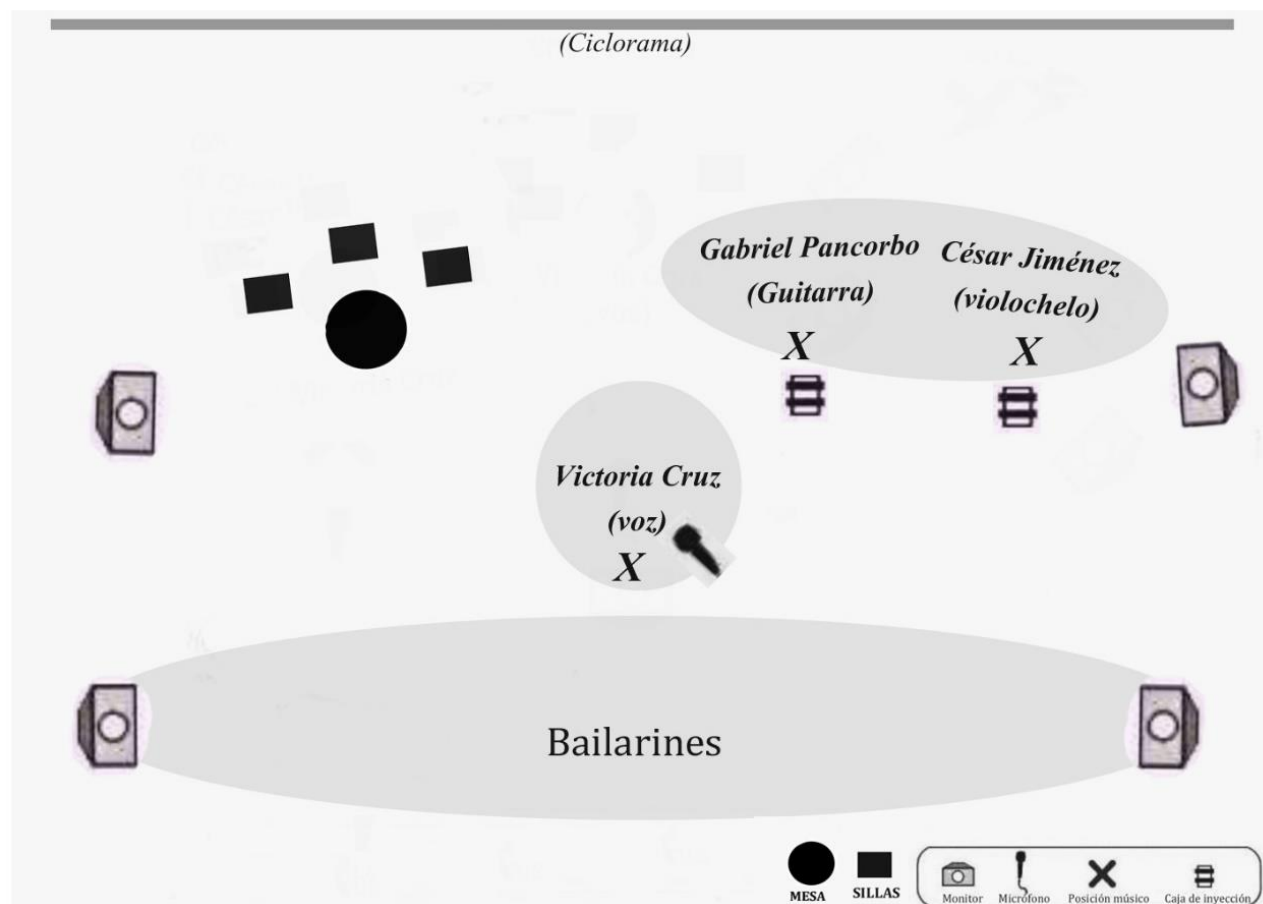 (Ciclorama)
Gabriel Pancorbo
(Guitarra)
X
César Jiménez
(violochelo)
X
Victoria Cruz
(voz)
X
Bailarines
MESA
SILLAS
Monitor
Micrófono
Posición músico
Caja de inyección